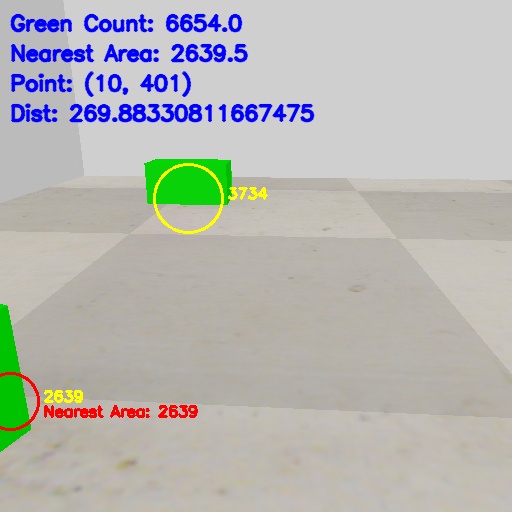 Green Count: 6654.0
Nearest Area: 2639.5
Point: (10, 401)
Dist: 269.88330811667475
3734
2639
Nearest Area: 2639